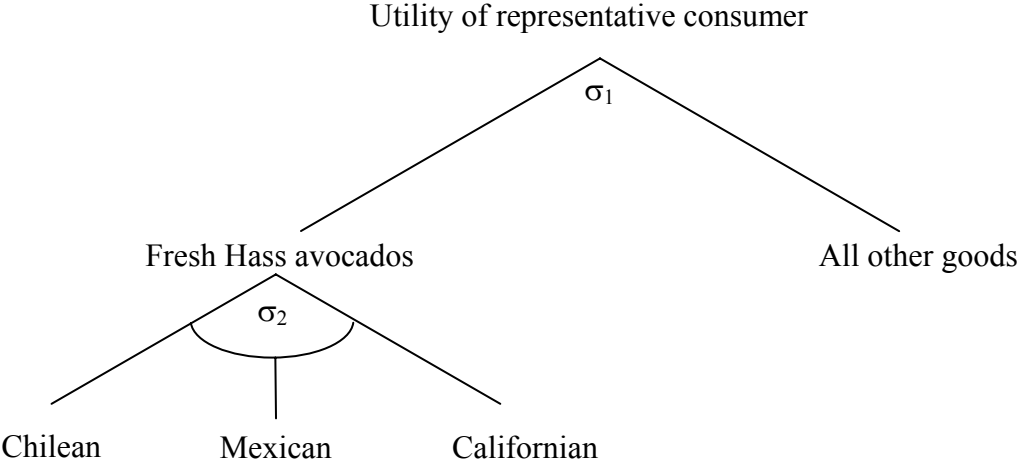 Utility of representative consumer
σ1
Fresh Hass avocados
All other goods
σ2
Chilean
Mexican
Californian